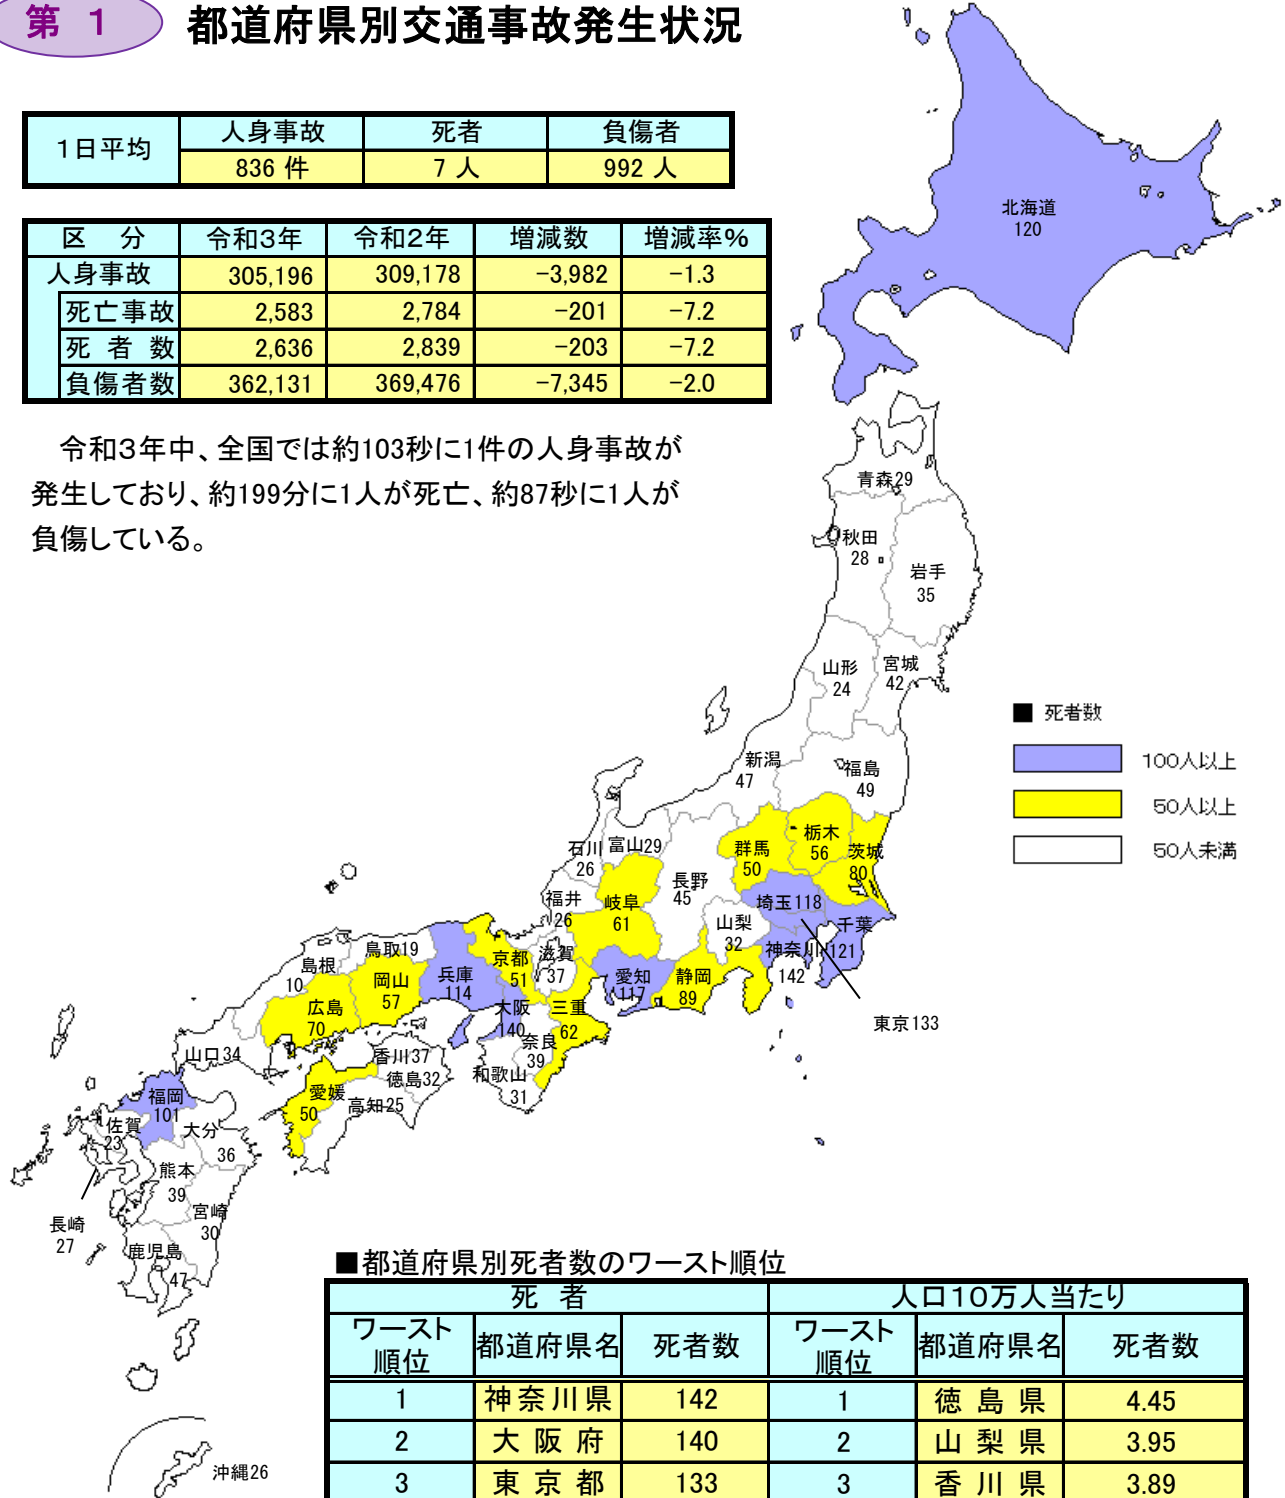 第 1 都道府県別交通事故発生状況
1日平均 人身事故 死者 負傷者
836 件 7 人 992 人
区 分 令和3年 令和2年 増減数 増減率%
人身事故 305,196 309,178 -3,982 -1.3
死亡事故 2,583 2,784 -201 -7.2
死 者 数 2,636 2,839 -203 -7.2
負傷者数 362,131 369,476 -7,345 -2.0
令和3年中、全国では約103秒に1件の人身事故が
発生しており、約199分に1人が死亡、約87秒に1人が
負傷している。
北海道
120
青森29
秋田
28
岩手
35
山形
24
宮城
42
新潟
47
福島
49
■ 死者数
100人以上
50人以上
50人未満
石川
26
富山29
群馬
50
栃木
56
茨城
80
長野
45
福井
26
岐阜
61
埼玉118
山梨
32
千葉
121
神奈川
142
東京133
鳥取19
島根
10
岡山
57
広島
70
兵庫
114
京都
51
滋賀
37
愛知
117
静岡
89
大阪
140
三重
62
奈良
39
和歌山
31
山口34
香川37
徳島32
愛媛
50
高知25
福岡
101
佐賀
23
大分
36
熊本
39
宮崎
30
長崎
27
鹿児島
47
沖縄26
■都道府県別死者数のワースト順位
死 者 人口10万人当たり
ワースト順位 都道府県名 死者数 ワースト順位 都道府県名 死者数
1 神奈川県 142 1 徳 島 県 4.45
2 大 阪 府 140 2 山 梨 県 3.95
3 東 京 都 133 3 香 川 県 3.89